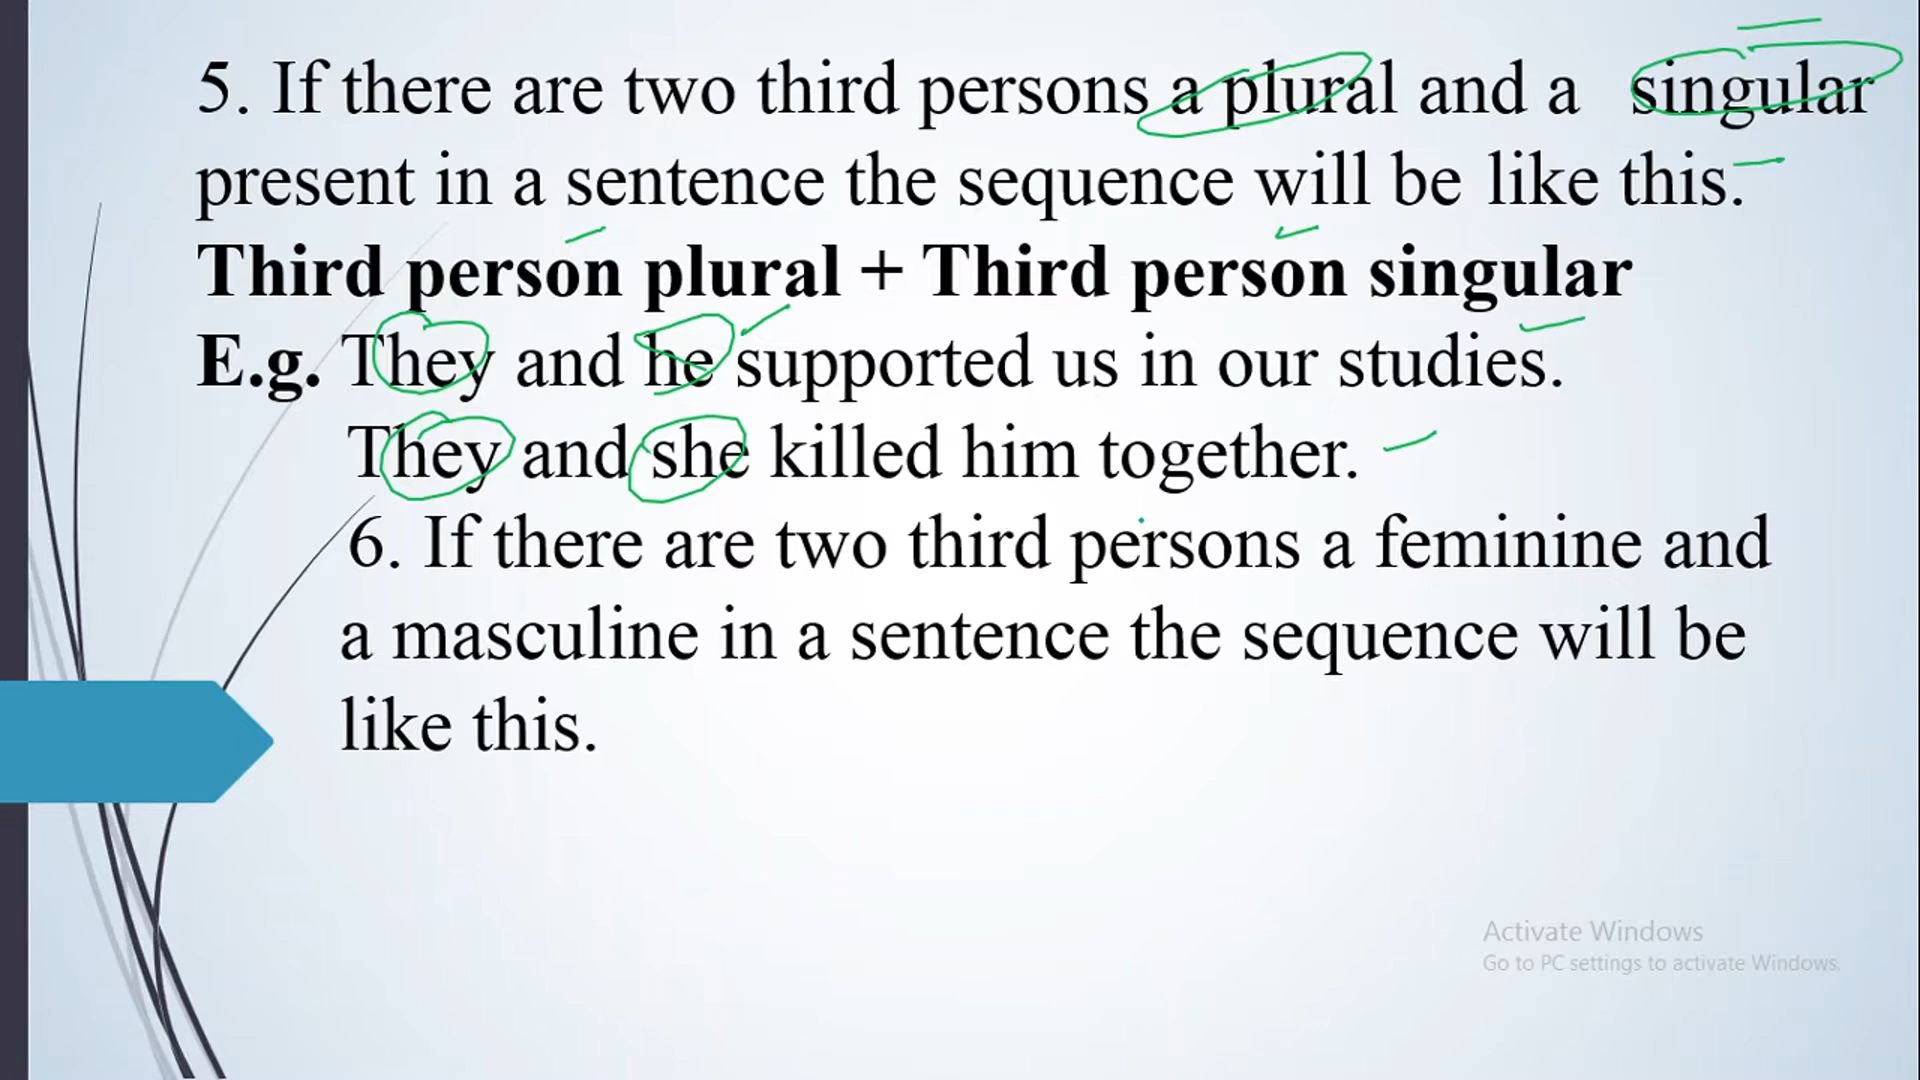 5. If there are two third persons a plural and a singular
present in a sentence the sequence will be like this.
Third person plural + Third person singular
E.g. They and he supported us in our studies.
They and she killed him together.
6. If there are two third persons a feminine and
a masculine in a sentence the sequence will be
like this.
Activate Windows
Go to PC settings to activate Windows.